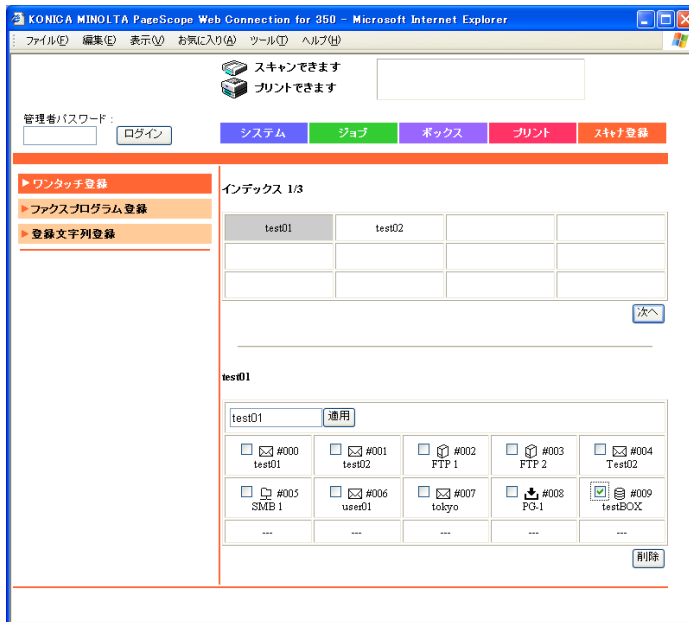 KONICA MINOLTA PageScope Web Connection for 350 - Microsoft Internet Explorer
ファイル(F) 編集(E) 表示(V) お気に入り(A) ツール(T) ヘルプ(H)
スキャンできます
プリントできます
管理者パスワード:
ログイン
システム ジョブ ボックス プリント スキャナ登録
▶ワンタッチ登録
▶ファクスプログラム登録
▶登録文字列登録
インデックス 1/3
test01 test02
次へ
test01
test01 適用
#000 #001 #002 #003 #004
test01 test02 FTP 1 FTP 2 Test02
#005 #006 #007 #008 #009
SMB 1 user01 tokyo PG-1 testBOX
--- --- --- --- ---
削除